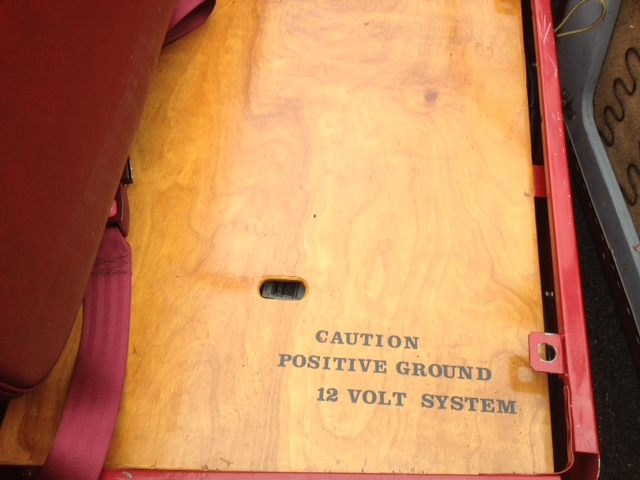 CAUTION
POSITIVE GROUND
12 VOLT SYSTEM